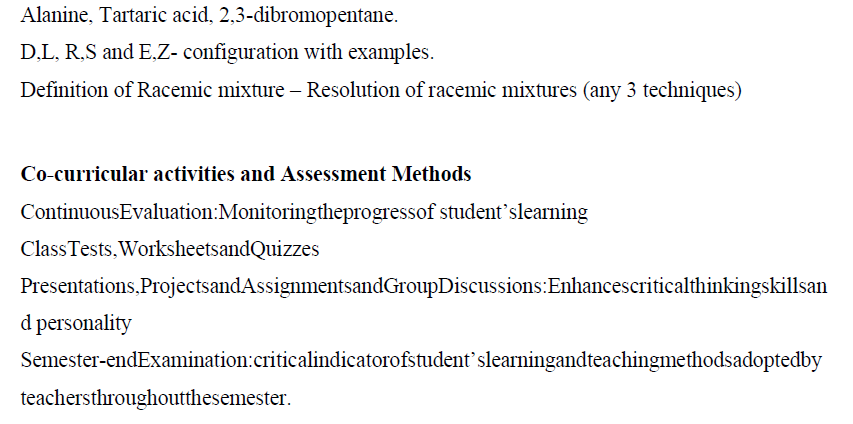 Alanine, Tartaric acid, 2,3-dibromopentane.
D,L, R,S and E,Z- configuration with examples.
Definition of Racemic mixture – Resolution of racemic mixtures (any 3 techniques)
Co-curricular activities and Assessment Methods
ContinuousEvaluation:Monitoringtheprogressof student’slearning
ClassTests,WorksheetsandQuizzes
Presentations,ProjectsandAssignmentsandGroupDiscussions:Enhancescriticalthinkingskillsan
d personality
Semester-endExamination:criticalindicatorofstudent’slearningandteachingmethodsadoptedby
teachersthroughoutthesemester.